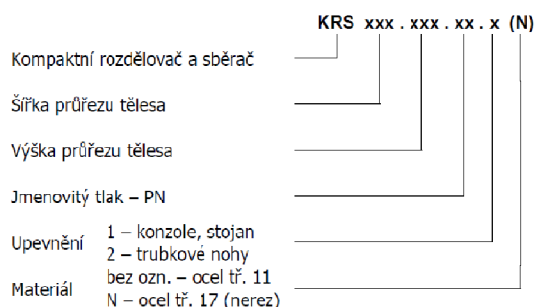 KRS xxx . xxx . xx . x (N)
Kompaktní rozdělovač a sběrač
Šířka průřezu tělesa
Výška průřezu tělesa
Jmenovitý tlak – PN
Upevnění 1 – konzole, stojan
2 – trubkové nohy
Materiál bez ozn. – ocel tř. 11
N – ocel tř. 17 (nerez)